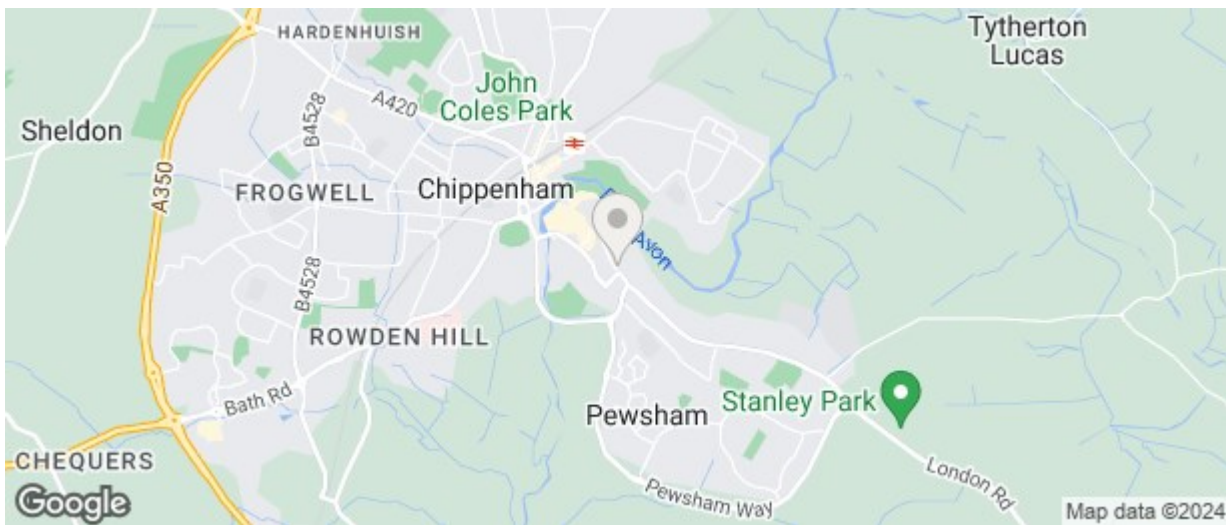 HARDENHUISH
Tytherton
Lucas
John
Coles Park
A420
B4528
Sheldon
A350
FROGWELL
Chippenham
Avon
B4528
ROWDEN HILL
Bath Rd
Pewsham
Stanley Park
CHEQUERS
London Rd
Pewsham Way
Google
Map data ©2024